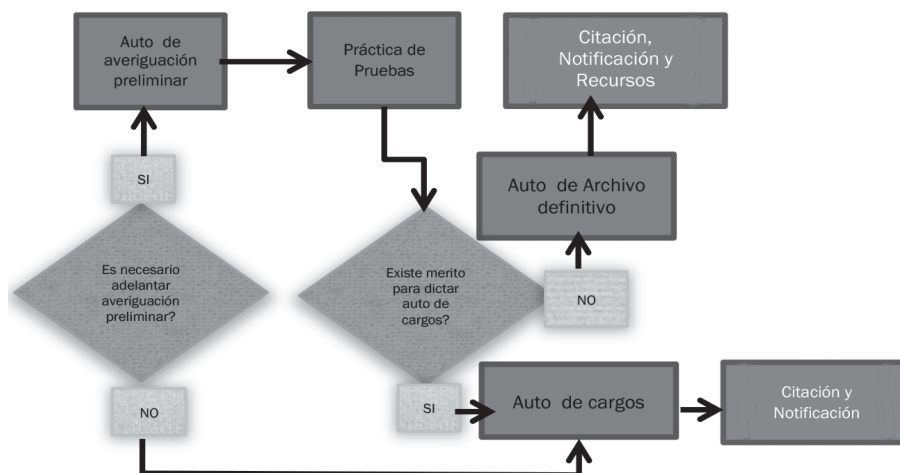 Auto de
averiguación
preliminar
Práctica de
Pruebas
Citación,
Notificación y
Recursos
SI
Auto de Archivo
definitivo
Es necesario
adelantar
averiguación
preliminar?
Existe merito
para dictar
auto de
cargos?
NO
NO
SI
Auto de cargos
Citación y
Notificación